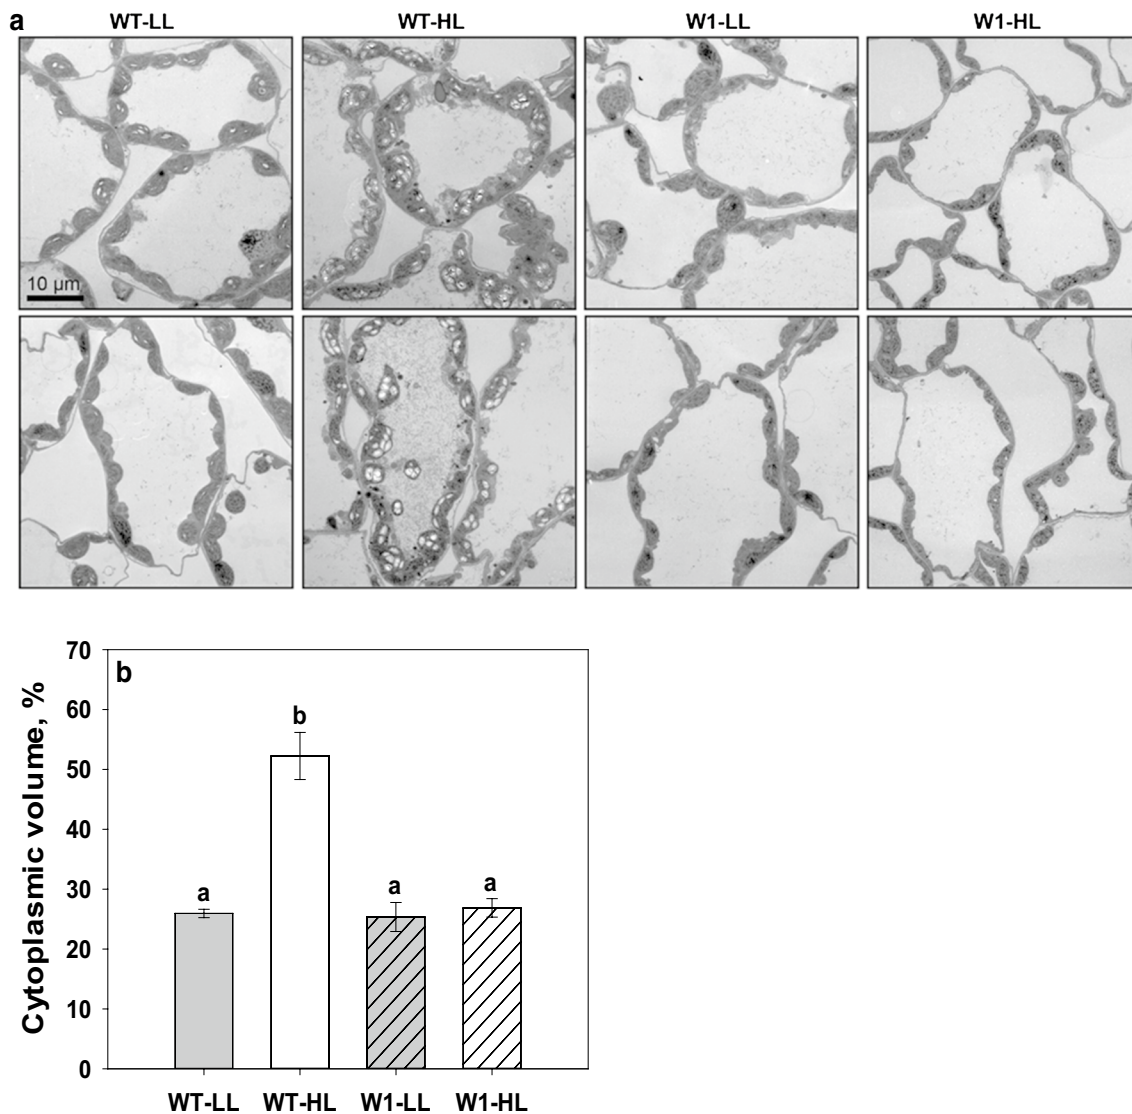 a
WT-LL WT-HL W1-LL W1-HL
10 µm
b
Cytoplasmic volume, %
70
60
50
40
30
20
10
0
a
b
a
a
WT-LL WT-HL W1-LL W1-HL